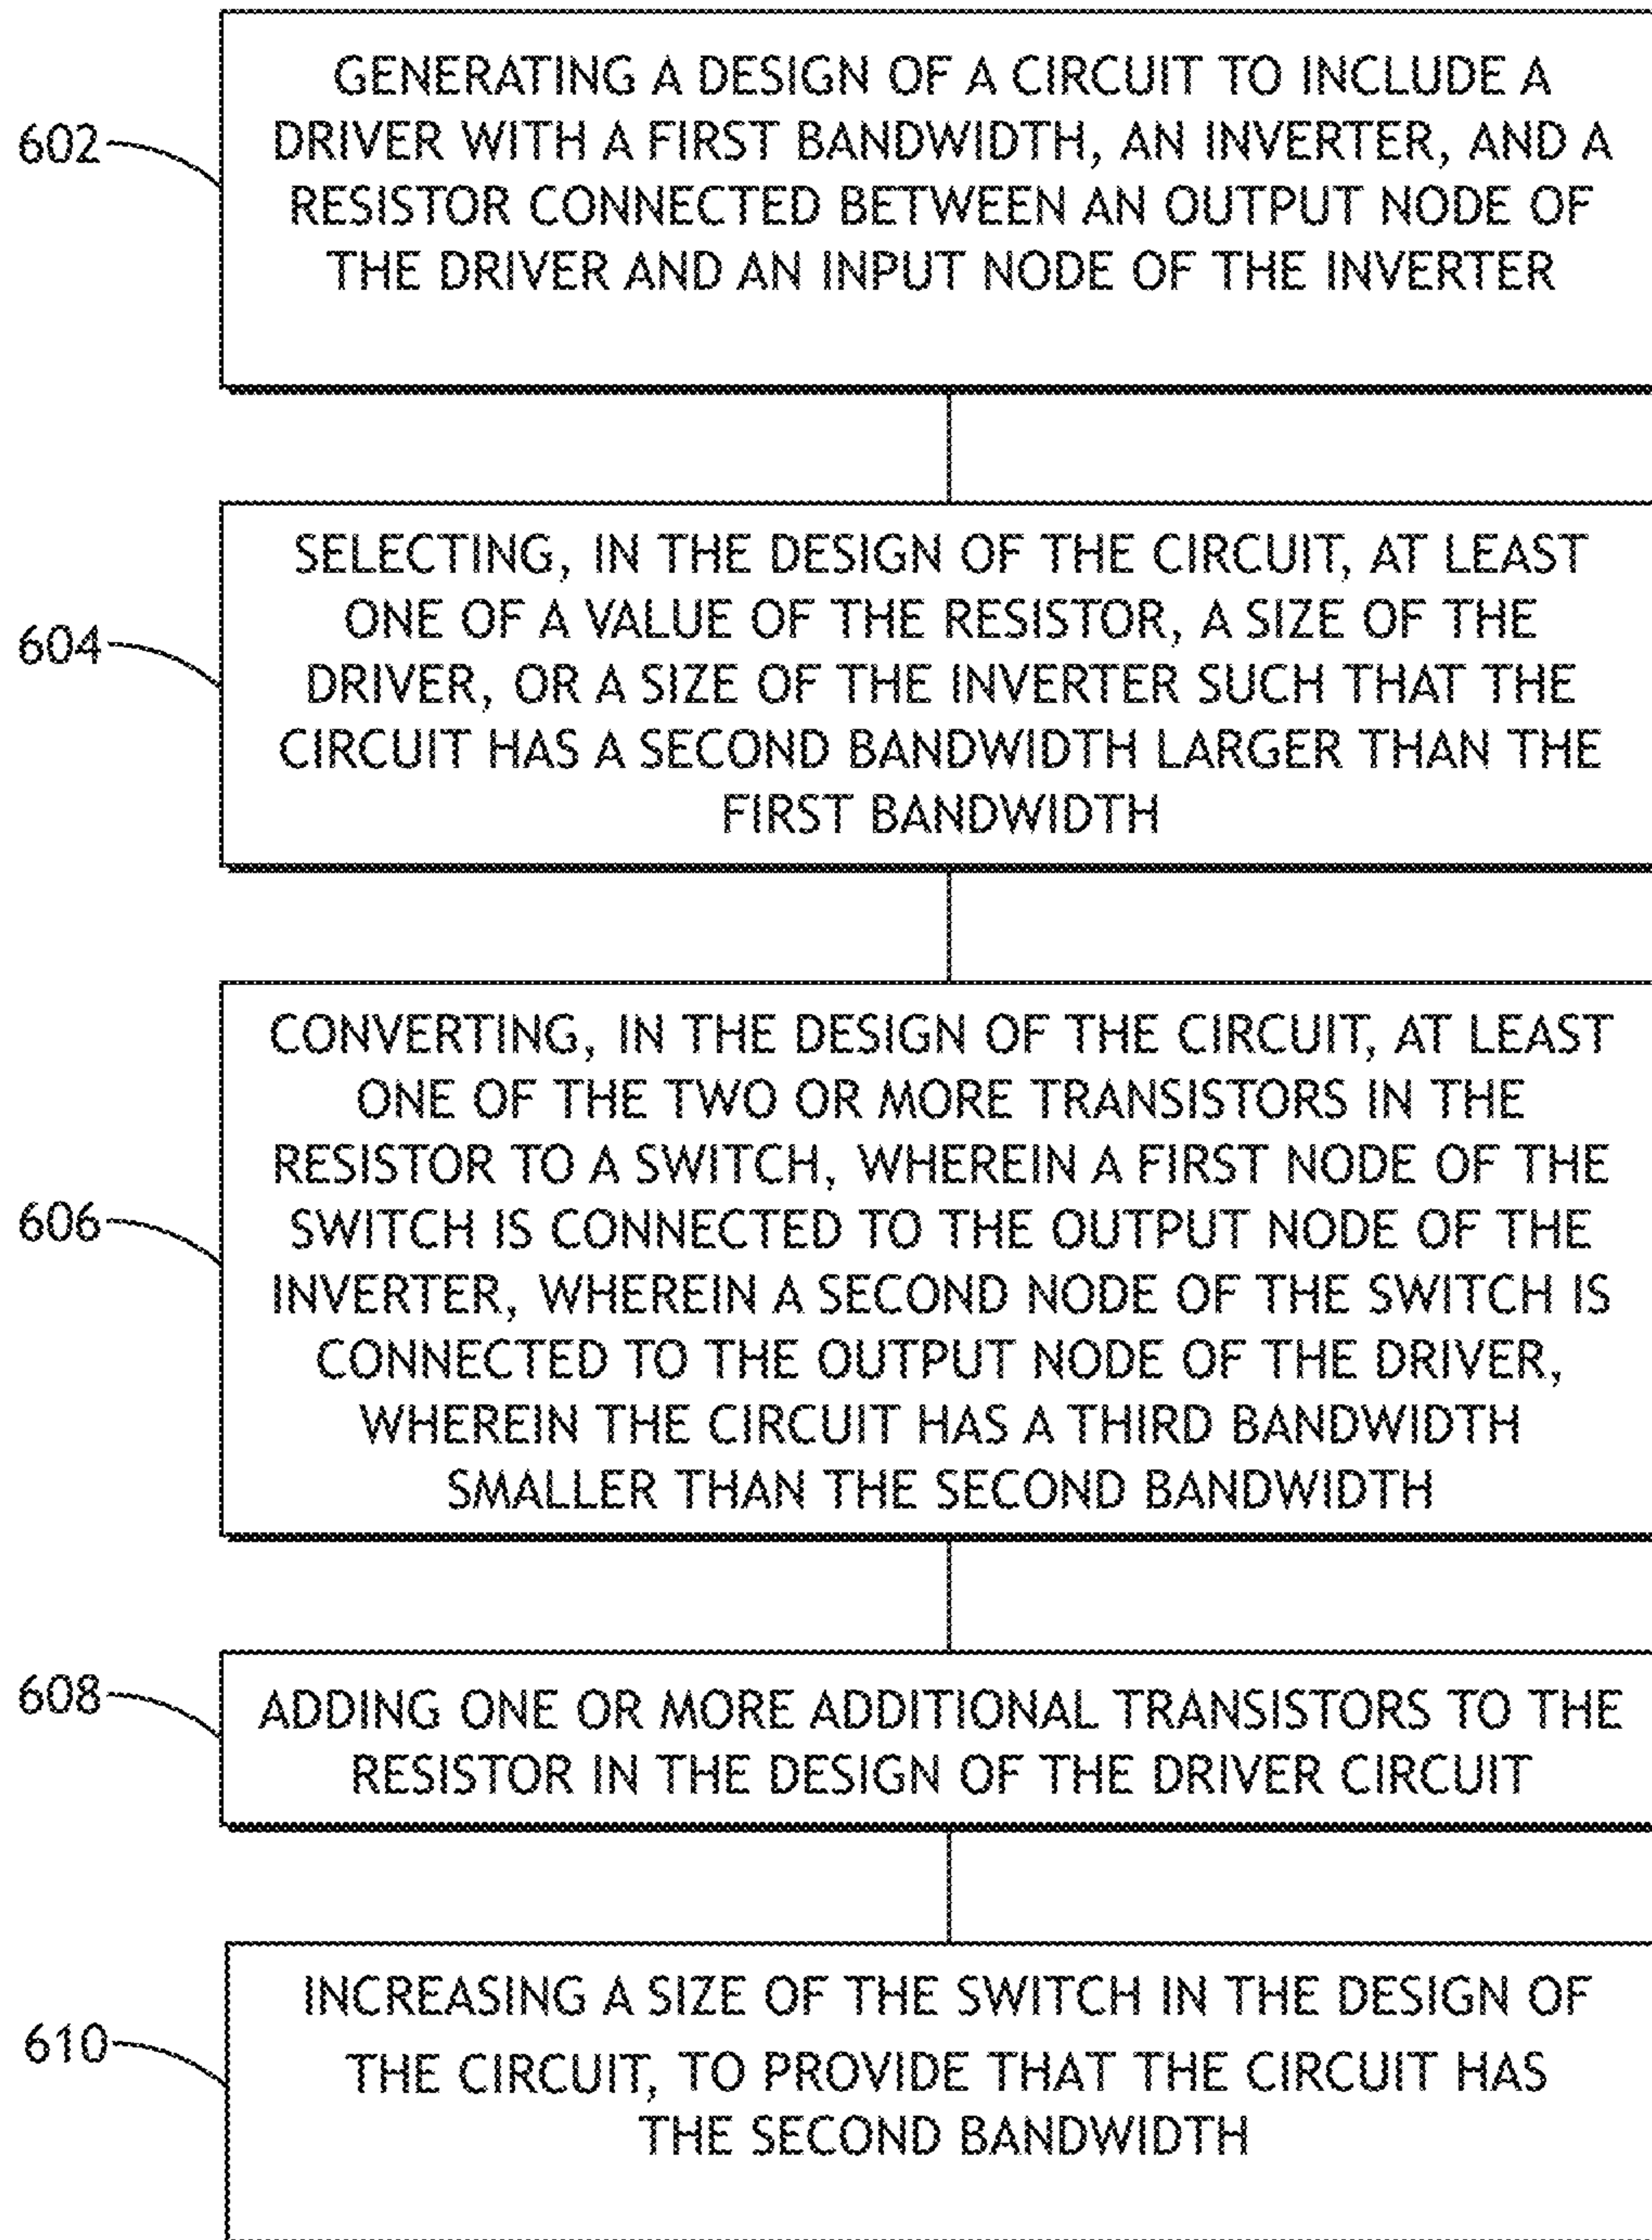 GENERATING A DESIGN OF A CIRCUIT TO INCLUDE A
602
DRIVER WITH A FIRST BANDWIDTH, AN INVERTER, AND A
RESISTOR CONNECTED BETWEEN AN OUTPUT NODE OF
THE DRIVER AND AN INPUT NODE OF THE INVERTER
SELECTING, IN THE DESIGN OF THE CIRCUIT, AT LEAST
ONE OF A VALUE OF THE RESISTOR, A SIZE OF THE
604
DRIVER, OR A SIZE OF THE INVERTER SUCH THAT THE
CIRCUIT HAS A SECOND BANDWIDTH LARGER THAN THE
FIRST BANDWIDTH
CONVERTING, IN THE DESIGN OF THE CIRCUIT, AT LEAST
ONE OF THE TWO OR MORE TRANSISTORS IN THE
RESISTOR TO A SWITCH, WHEREIN A FIRST NODE OF THE
606
SWITCH IS CONNECTED TO THE OUTPUT NODE OF THE
INVERTER, WHEREIN A SECOND NODE OF THE SWITCH IS
CONNECTED TO THE OUTPUT NODE OF THE DRIVER,
WHEREIN THE CIRCUIT HAS A THIRD BANDWIDTH
SMALLER THAN THE SECOND BANDWIDTH
608
ADDING ONE OR MORE ADDITIONAL TRANSISTORS TO THE
RESISTOR IN THE DESIGN OF THE DRIVER CIRCUIT
INCREASING A SIZE OF THE SWITCH IN THE DESIGN OF
610
THE CIRCUIT, TO PROVIDE THAT THE CIRCUIT HAS
THE SECOND BANDWIDTH